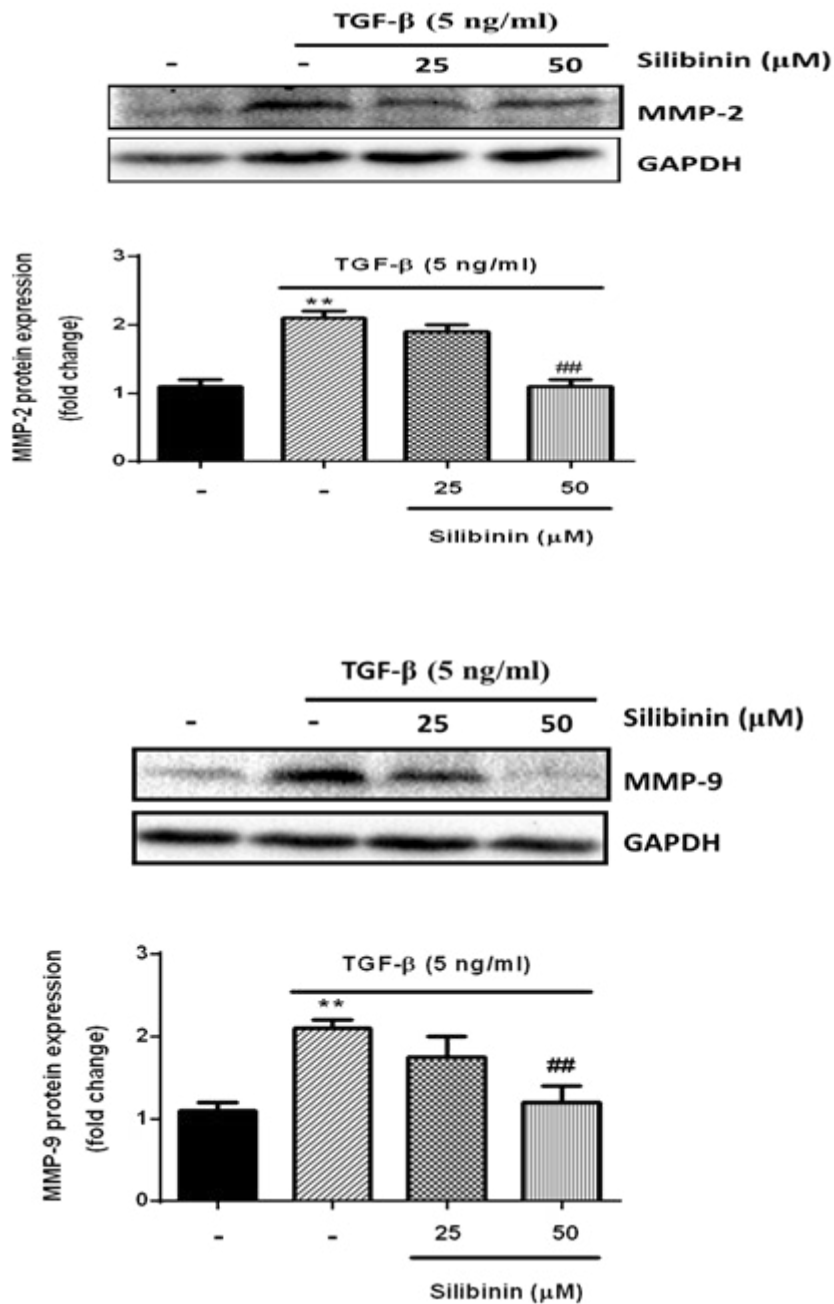 TGF-β (5 ng/ml)
- - 25 50 Silibinin (μM)
MMP-2
GAPDH
MMP-2 protein expression
(fold change)
3
2
1
0
TGF-β (5 ng/ml)
**
##
- - 25 50
Silibinin (μM)
TGF-β (5 ng/ml)
- - 25 50 Silibinin (μM)
MMP-9
GAPDH
MMP-9 protein expression
(fold change)
3
2
1
0
TGF-β (5 ng/ml)
**
##
- - 25 50
Silibinin (μM)